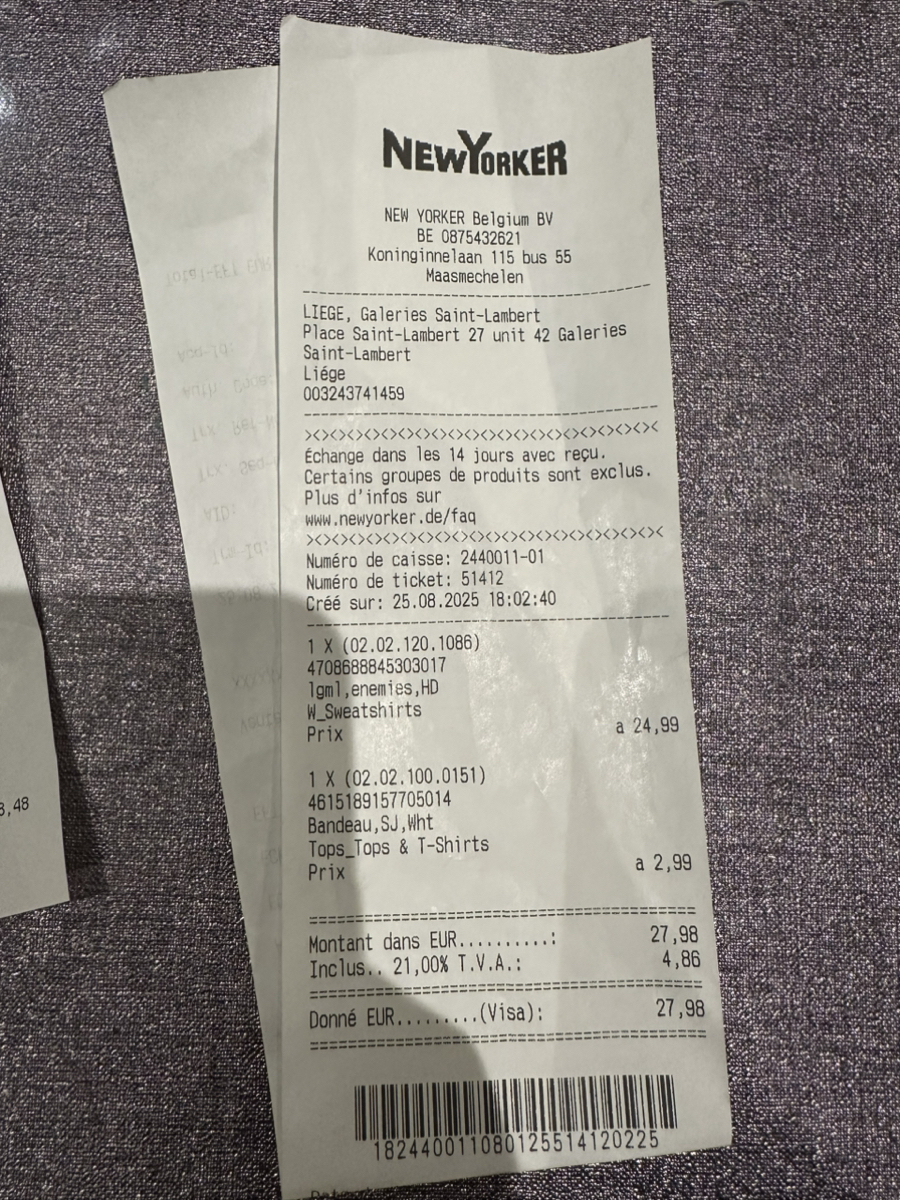 NEWYORKER
NEW YORKER Belgium BV
BE 0875432621
Koninginnelaan 115 bus 55
Maasmechelen
LIEGE, Galeries Saint-Lambert
Place Saint-Lambert 27 unit 42 Galeries
Saint-Lambert
Liége
003243741459
><><><><><><><><><><><><><><><><><><><><><
Échange dans les 14 jours avec reçu.
Certains groupes de produits sont exclus.
Plus d'infos sur
www.newyorker.de/faq
><><><><><><><><><><><><><><><><><><><><><
Numéro de caisse: 2440011-01
Numéro de ticket: 51412
Créé sur: 25.08.2025 18:02:40
1 X (02.02.120.1086)
4708688845303017
lgml,enemies,HD
W_Sweatshirts
Prix a 24,99
1 X (02.02.100.0151)
4615189157705014
Bandeau,SJ,Wht
Tops_Tops & T-Shirts
Prix a 2,99
Montant dans EUR..........: 27,98
Inclus.. 21,00% T.V.A.: 4,86
Donné EUR.........(Visa): 27,98
182440011080125514120225
3,48